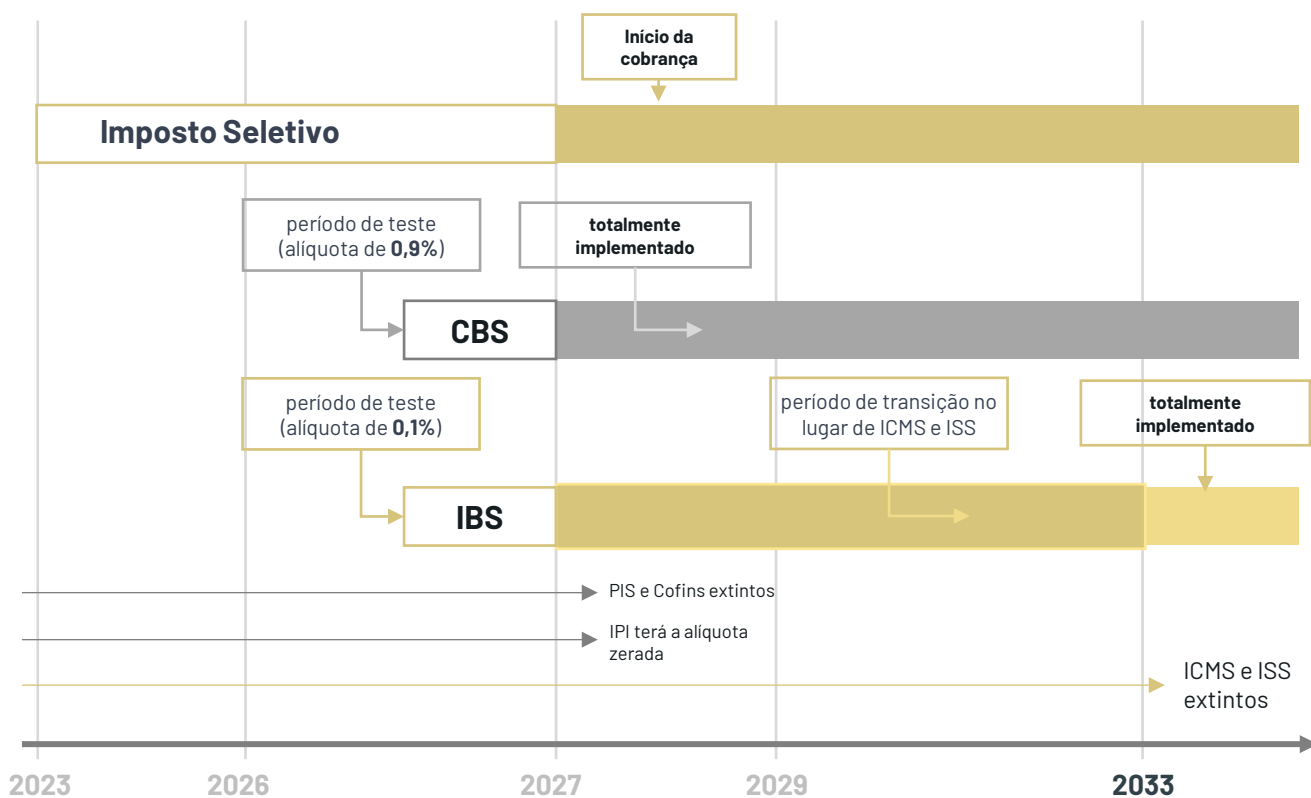 Início da
cobrança
Imposto Seletivo
período de teste
(alíquota de 0,9%)
totalmente
implementado
CBS
período de teste
(alíquota de 0,1%)
período de transição no
lugar de ICMS e ISS
totalmente
implementado
IBS
PIS e Cofins extintos
IPI terá a alíquota
zerada
ICMS e ISS
extintos
2023
2026
2027
2029
2033